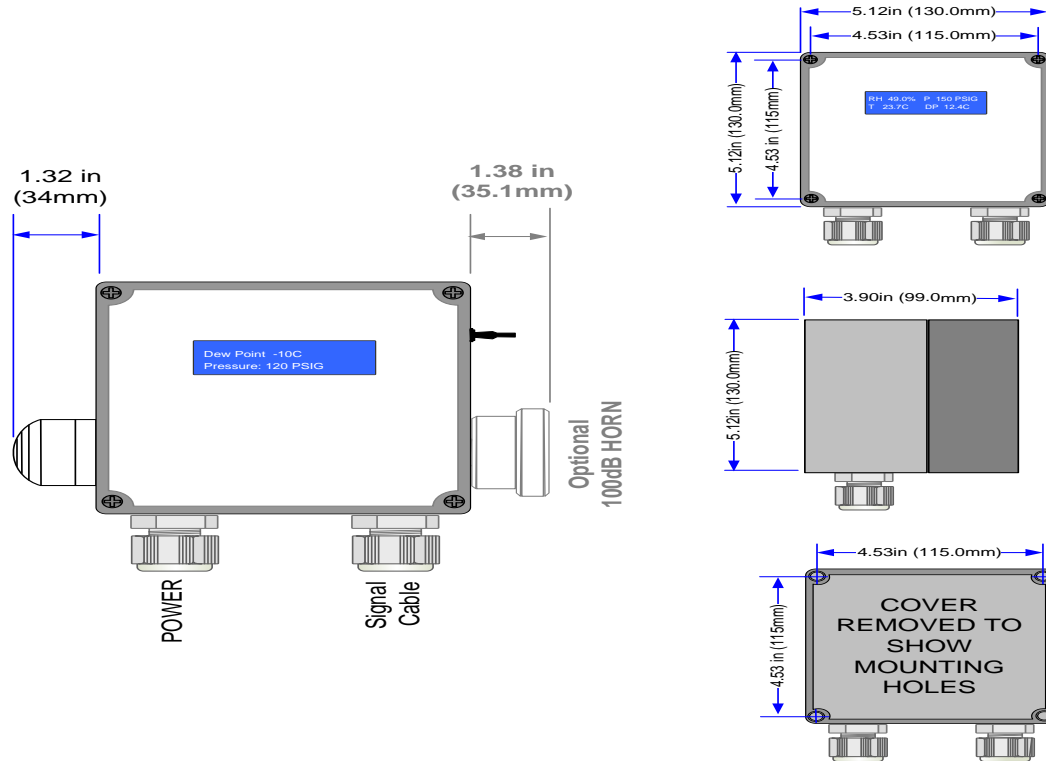 1.32 in
(34mm)
1.38 in
(35.1mm)
Dew Point  -10C
Pressure: 120 PSIG
Optional
100dB HORN
POWER
Signal
Cable
5.12in (130.0mm)
4.53in (115.0mm)
5.12in (130.0mm)
4.53 in (115mm)
RH  49.0%  P  150 PSIG
T   23.7C     DP  12.4C
3.90in (99.0mm)
5.12in (130.0mm)
4.53in (115.0mm)
4.53 in (115mm)
COVER
REMOVED TO
SHOW
MOUNTING
HOLES